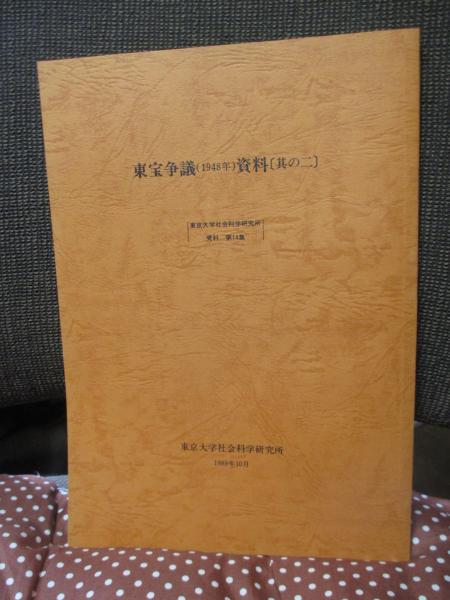 東宝争議(1948年)資料〔其の二〕
東京大学社会科学研究所
資料 第14集
東京大学社会科学研究所
1988年10月